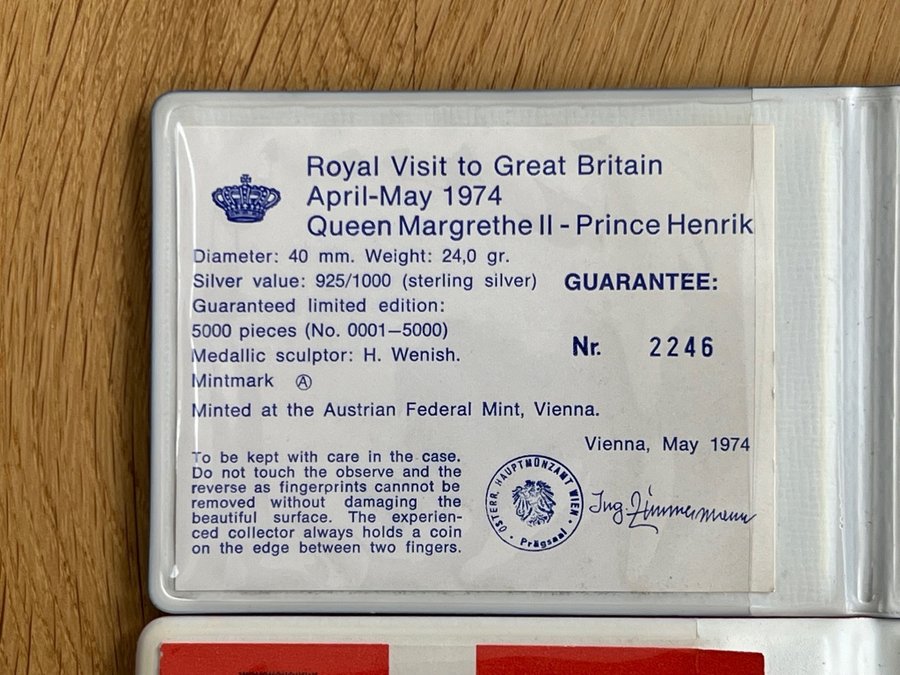 Royal Visit to Great Britain
April-May 1974
Queen Margrethe II - Prince Henrik
Diameter: 40 mm. Weight: 24,0 gr.
Silver value: 925/1000 (sterling silver)
Guaranteed limited edition:
5000 pieces (No. 0001—5000)
Medallic sculptor: H. Wenish.
Mintmark Ⓐ
Minted at the Austrian Federal Mint, Vienna.
GUARANTEE:
Nr. 2246
Vienna, May 1974
To be kept with care in the case.
Do not touch the observe and the
reverse as fingerprints cannnot be
removed without damaging the
beautiful surface. The experien-
ced collector always holds a coin
on the edge between two fingers.
ÖSTERR. HAUPTMÜNZAMT WIEN
Prägsaal
Ing. Zimmermann